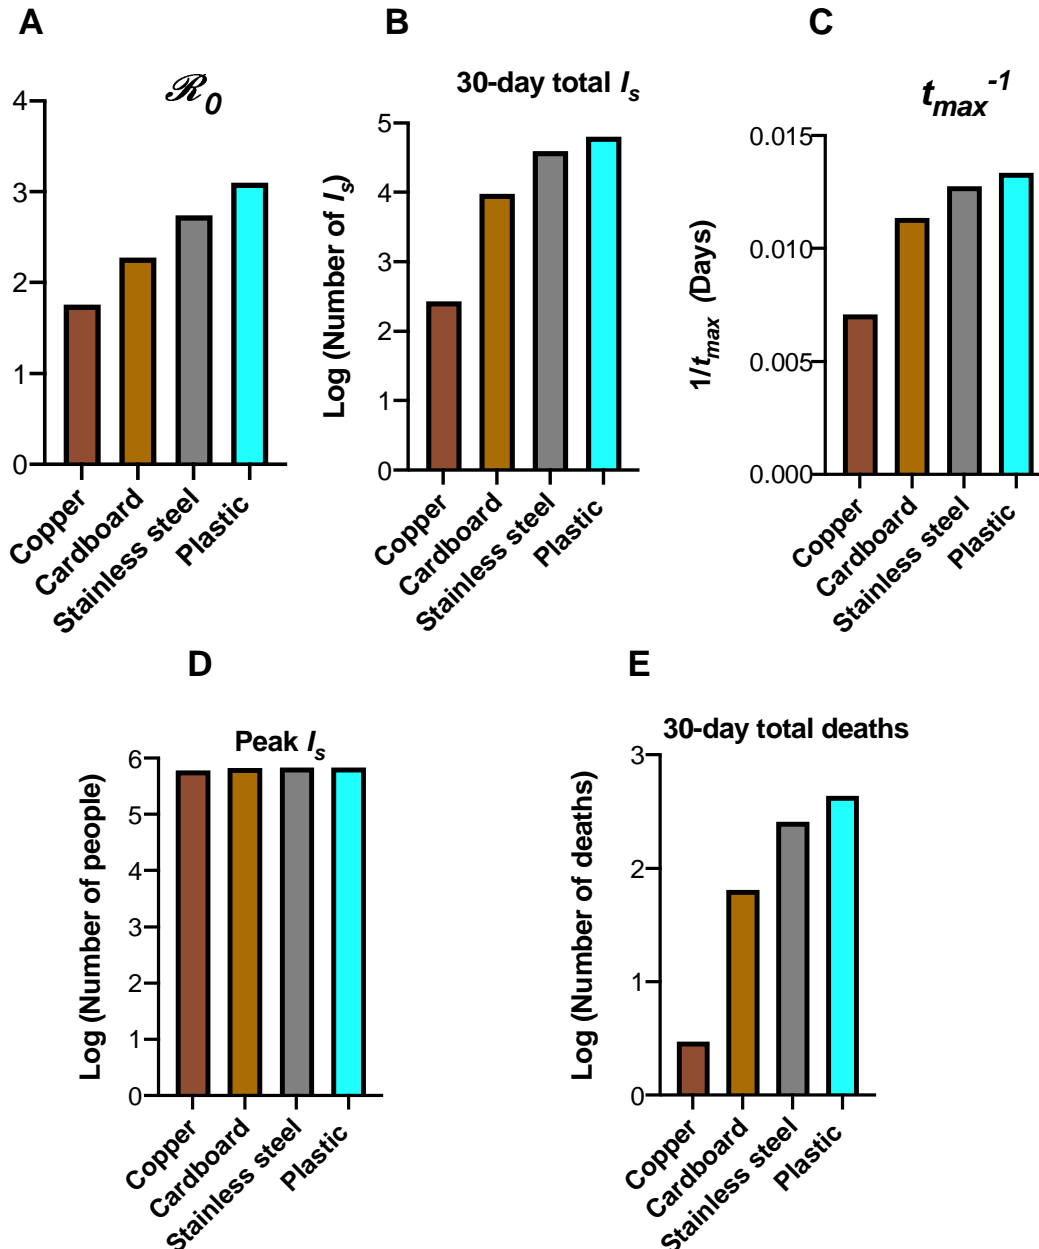 A
ℛ0
4
3
2
1
0
Copper
Cardboard
Stainless steel
Plastic
B
30-day total Is
Log (Number of Is)
5
4
3
2
1
0
Copper
Cardboard
Stainless steel
Plastic
C
tmax-1
1/tmax (Days)
0.015
0.010
0.005
0.000
Copper
Cardboard
Stainless steel
Plastic
D
Peak Is
Log (Number of people)
6
5
4
3
2
1
0
Copper
Cardboard
Stainless steel
Plastic
E
30-day total deaths
Log (Number of deaths)
3
2
1
0
Copper
Cardboard
Stainless steel
Plastic